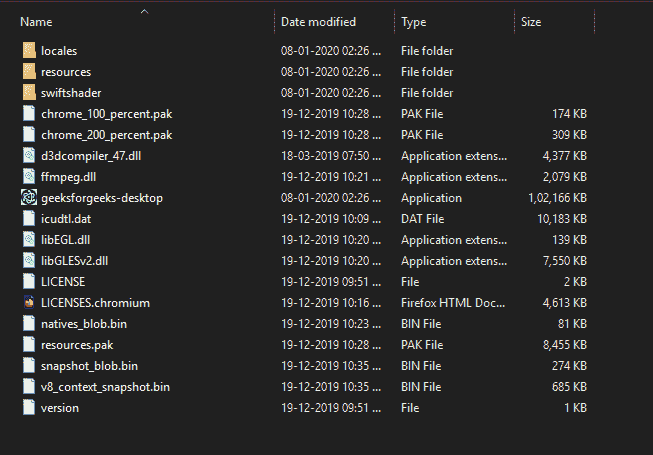 Name Date modified Type Size
locales 08-01-2020 02:26 ... File folder
resources 08-01-2020 02:26 ... File folder
swiftshader 08-01-2020 02:26 ... File folder
chrome_100_percent.pak 19-12-2019 10:28 ... PAK File 174 KB
chrome_200_percent.pak 19-12-2019 10:28 ... PAK File 309 KB
d3dcompiler_47.dll 18-03-2019 07:50 ... Application extens... 4,377 KB
ffmpeg.dll 19-12-2019 10:21 ... Application extens... 2,079 KB
geeksforgeeks-desktop 08-01-2020 02:26 ... Application 1,02,166 KB
icudtl.dat 19-12-2019 10:09 ... DAT File 10,183 KB
libEGL.dll 19-12-2019 10:20 ... Application extens... 139 KB
libGLESv2.dll 19-12-2019 10:20 ... Application extens... 7,550 KB
LICENSE 19-12-2019 09:51 ... File 2 KB
LICENSES.chromium 19-12-2019 10:16 ... Firefox HTML Doc... 4,613 KB
natives_blob.bin 19-12-2019 10:23 ... BIN File 81 KB
resources.pak 19-12-2019 10:28 ... PAK File 8,455 KB
snapshot_blob.bin 19-12-2019 10:35 ... BIN File 274 KB
v8_context_snapshot.bin 19-12-2019 10:35 ... BIN File 685 KB
version 19-12-2019 09:51 ... File 1 KB